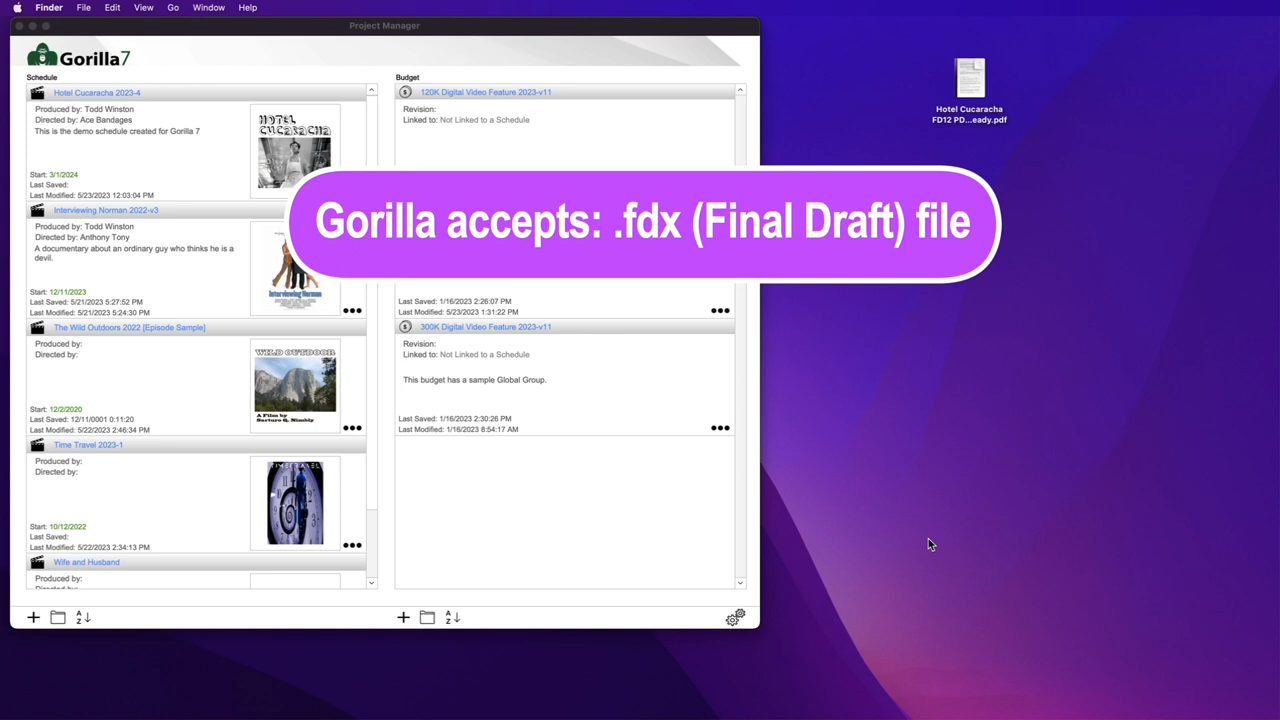 Finder File Edit View Go Window Help
Project Manager
Gorilla7
Schedule
Hotel Cucaracha 2023-4
Produced by: Todd Winston
Directed by: Ace Bandages
This is the demo schedule created for Gorilla 7
HOTEL
CUCARACHA
Start: 3/1/2024
Last Saved:
Last Modified: 5/23/2023 12:03:04 PM
Interviewing Norman 2022-v3
Produced by: Todd Winston
Directed by: Anthony Tony
A documentary about an ordinary guy who thinks he is a
devil.
Interviewing Norman
Start: 12/11/2023
Last Saved: 5/21/2023 5:27:52 PM
Last Modified: 5/21/2023 5:24:30 PM
The Wild Outdoors 2022 [Episode Sample]
Produced by:
Directed by:
WILD OUTDOOR
A Film by
Sarture Q. Nimbly
Start: 12/2/2020
Last Saved: 12/11/0001 0:11:20
Last Modified: 5/22/2023 2:46:34 PM
Time Travel 2023-1
Produced by:
Directed by:
TIMETRAVEL
Start: 10/12/2022
Last Saved:
Last Modified: 5/22/2023 2:34:13 PM
Wife and Husband
Produced by:
Directed by:
Budget
120K Digital Video Feature 2023-v11
Revision:
Linked to: Not Linked to a Schedule
Last Saved: 1/16/2023 2:26:07 PM
Last Modified: 5/23/2023 1:31:22 PM
300K Digital Video Feature 2023-v11
Revision:
Linked to: Not Linked to a Schedule
This budget has a sample Global Group.
Last Saved: 1/16/2023 2:30:26 PM
Last Modified: 1/16/2023 8:54:17 AM
Gorilla accepts: .fdx (Final Draft) file
Hotel Cucaracha
FD12 PD...eady.pdf
A
Z
A
Z